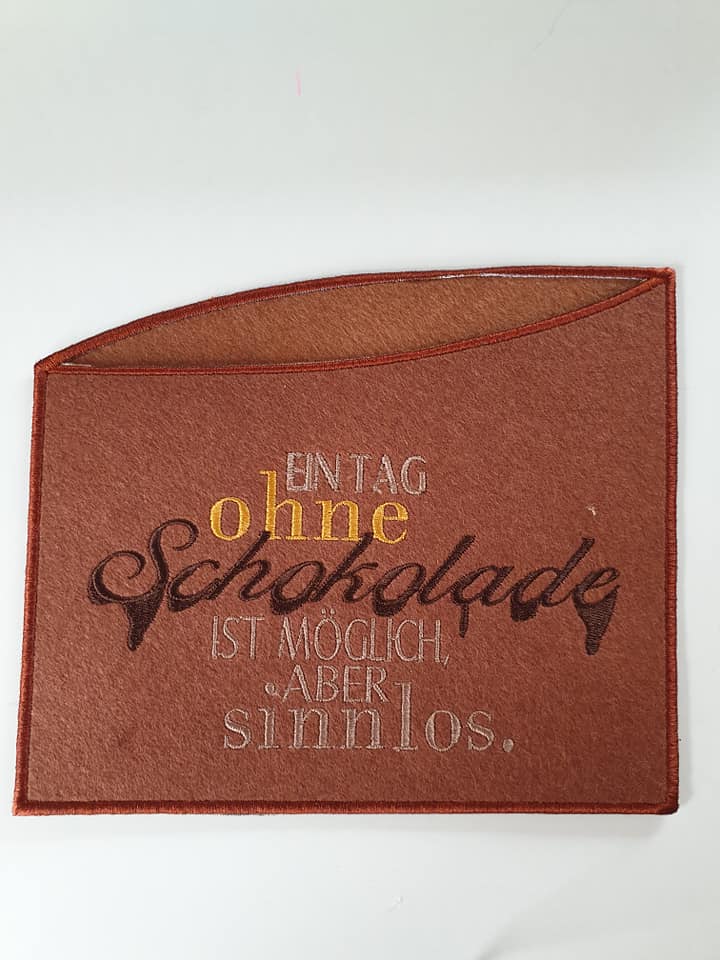 EIN TAG
ohne
Schokolade
IST MÖGLICH,
ABER
sinnlos.